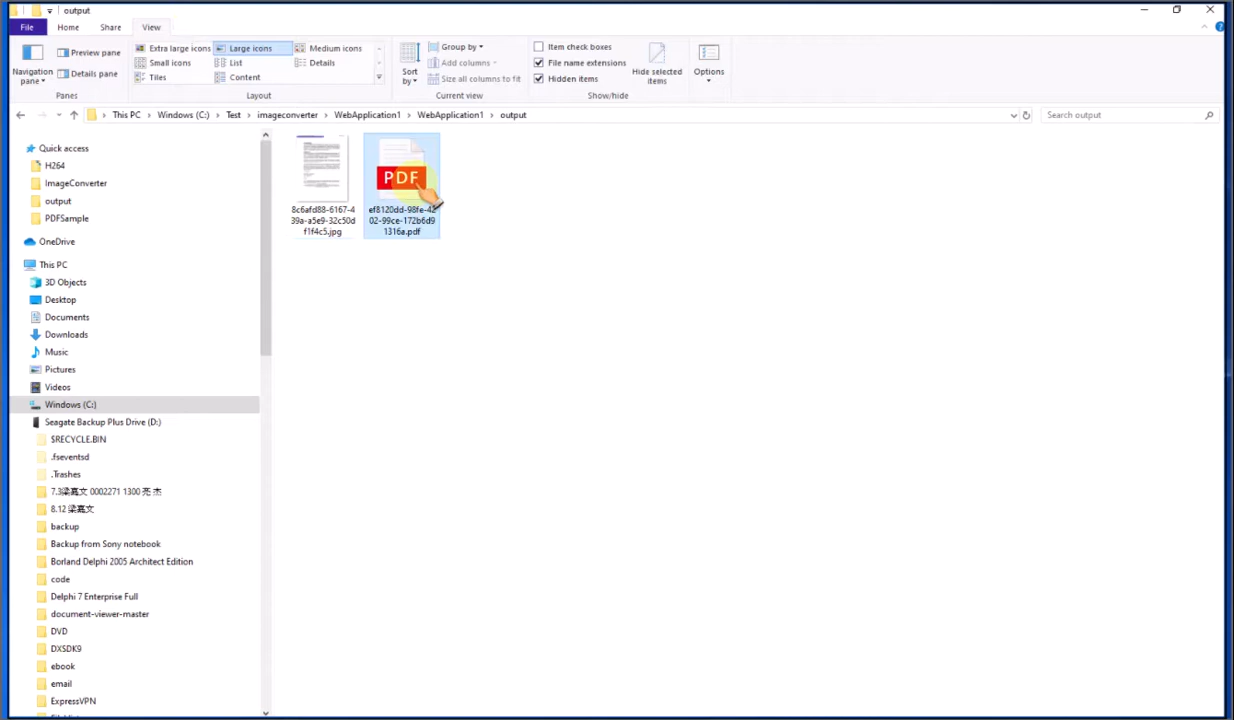 output
File Home Share View
Navigation pane
Preview pane
Details pane
Panes
Extra large icons Large icons Medium icons
Small icons List Details
Tiles Content
Layout
Sort by
Group by
Add columns
Size all columns to fit
Current view
Item check boxes
File name extensions
Hidden items
Hide selected items
Show/hide
Options
This PC > Windows (C:) > Test > imageconverter > WebApplication1 > WebApplication1 > output
Search output
Quick access
H264
ImageConverter
output
PDFSample
OneDrive
This PC
3D Objects
Desktop
Documents
Downloads
Music
Pictures
Videos
Windows (C:)
Seagate Backup Plus Drive (D:)
$RECYCLE.BIN
.fseventsd
.Trashes
7.3梁嘉文 0002271 1300 亮 杰
8.12 梁嘉文
backup
Backup from Sony notebook
Borland Delphi 2005 Architect Edition
code
Delphi 7 Enterprise Full
document-viewer-master
DVD
DXSDK9
ebook
email
ExpressVPN
8c6afd88-6167-4
39a-a5e9-32c50d
f1f4c5.jpg
PDF
ef8120dd-98fe-42
02-99ce-172b6d9
1316a.pdf